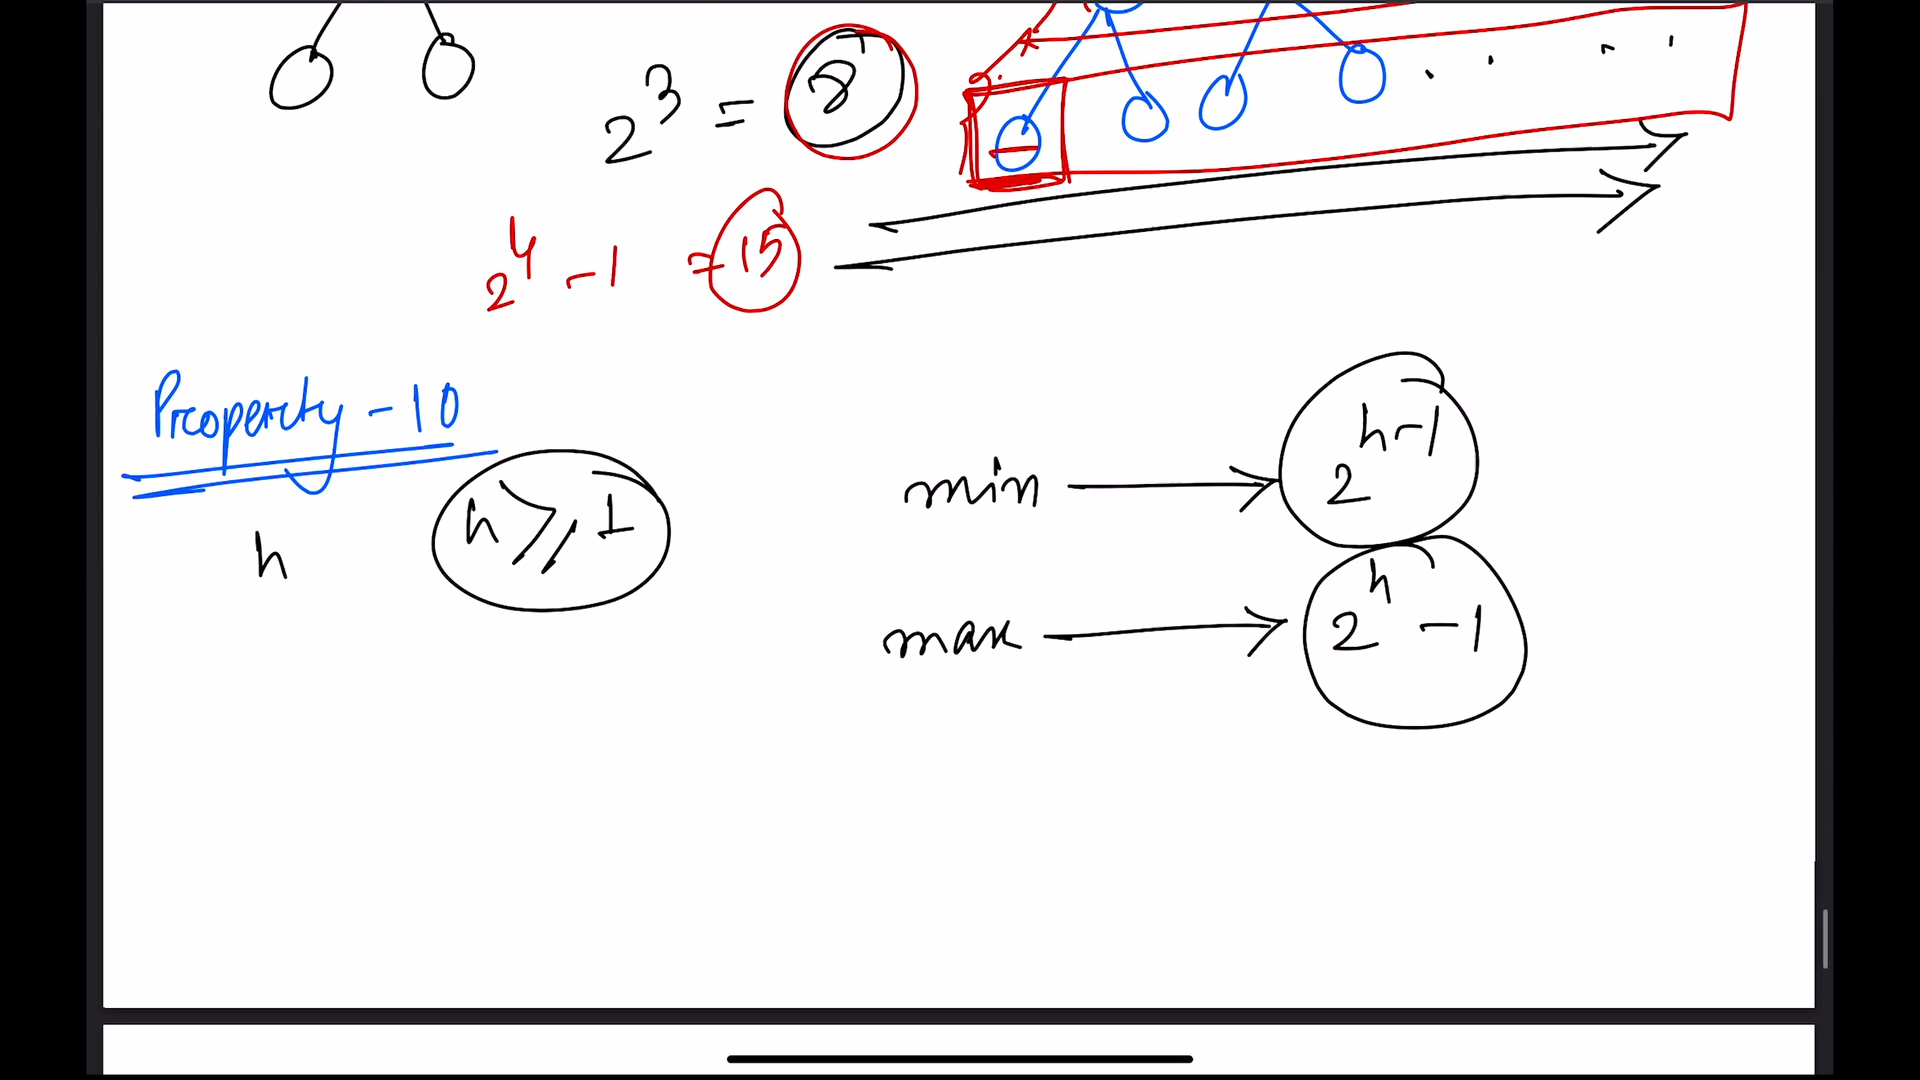 2^3 = 8
2^4 - 1 = 15
Property - 10
h h ⩾ 1
min → 2^{h-1}
max → 2^h - 1